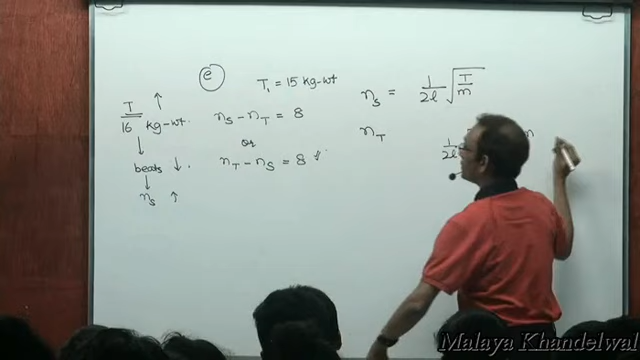 (e) T₁ = 15 kg-wt
T/16 kg-wt. ↑
↓
beats ↓.
↓
n_S ↑
n_S - n_T = 8
or
n_T - n_S = 8 ✓
n_S = 1/2l √(T/m)
n_T
1/2l
n
Malaya Khandelwal